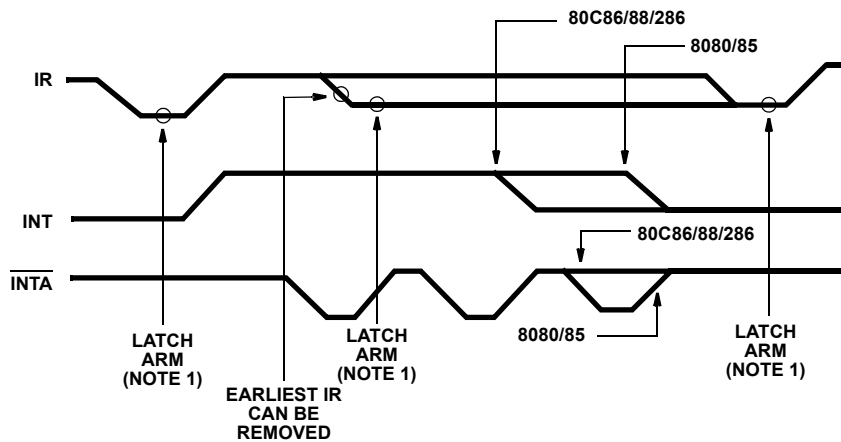 80C86/88/286
8080/85
IR
INT
80C86/88/286
INTA
8080/85
LATCH
ARM
(NOTE 1)
EARLIEST IR
CAN BE
REMOVED
LATCH
ARM
(NOTE 1)
LATCH
ARM
(NOTE 1)